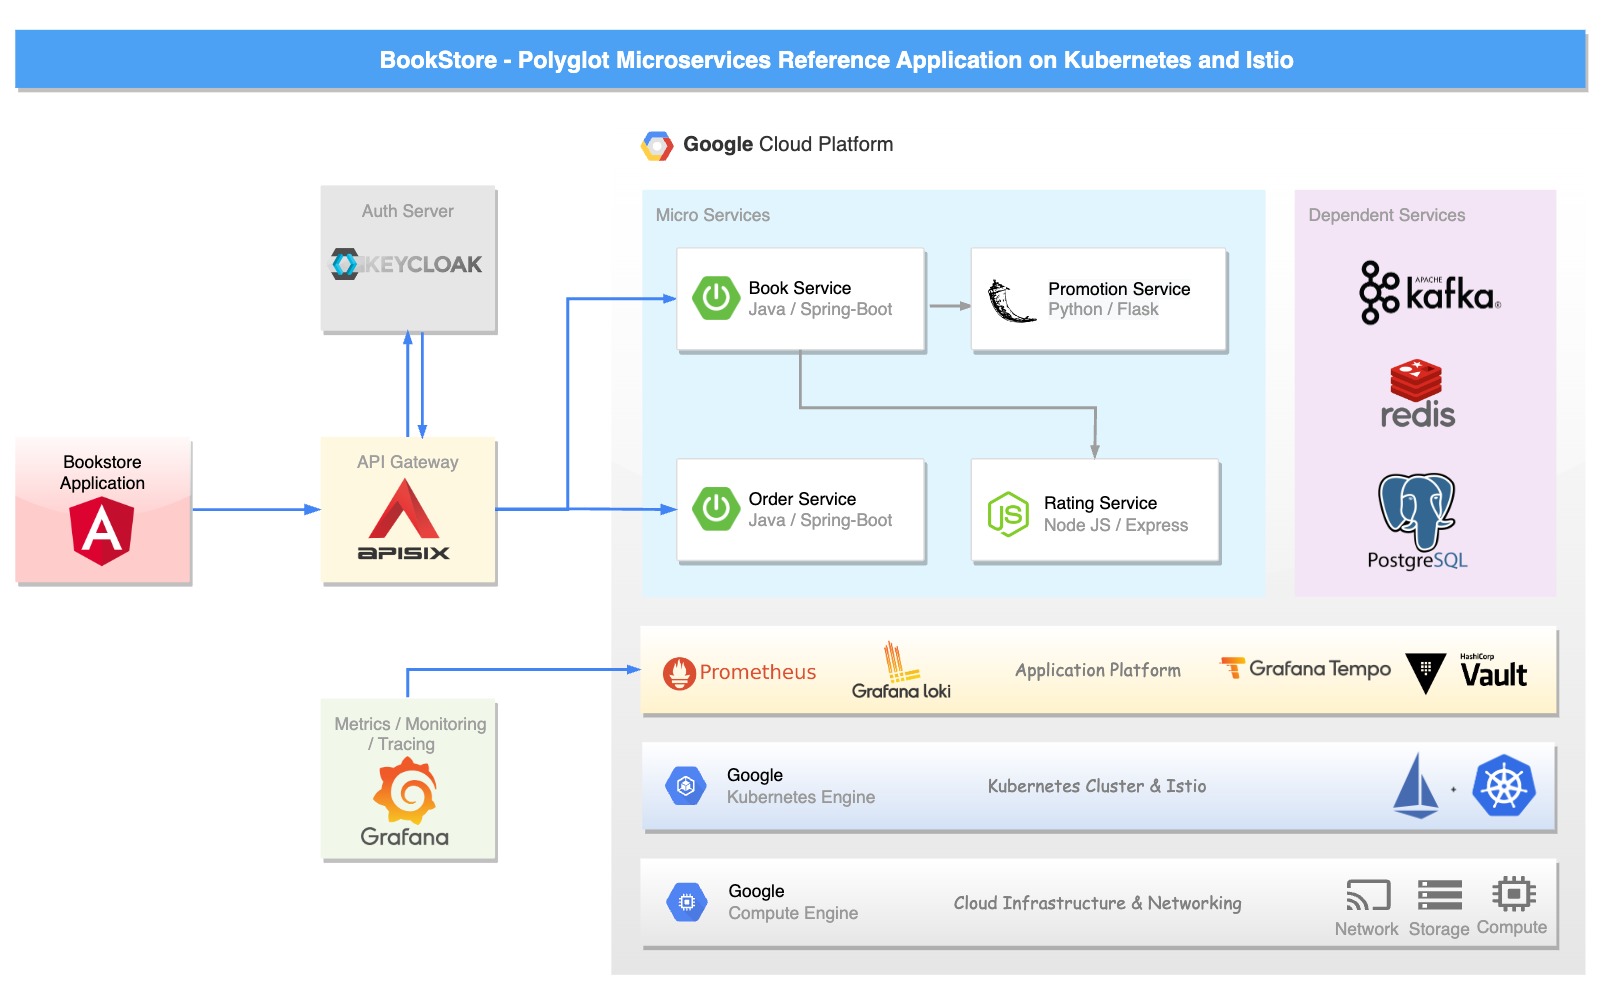 BookStore - Polyglot Microservices Reference Application on Kubernetes and Istio
Google Cloud Platform
Auth Server
KEYCLOAK
Micro Services
Book Service
Java / Spring-Boot
Promotion Service
Python / Flask
Dependent Services
APACHE
kafka®
redis
PostgreSQL
Bookstore
Application
A
API Gateway
APISIX
Order Service
Java / Spring-Boot
JS
Rating Service
Node JS / Express
Prometheus
Grafana loki
Application Platform
Grafana Tempo
HashiCorp
Vault
Metrics / Monitoring
/ Tracing
Grafana
Google
Kubernetes Engine
Kubernetes Cluster & Istio
+
Google
Compute Engine
Cloud Infrastructure & Networking
Network
Storage
Compute